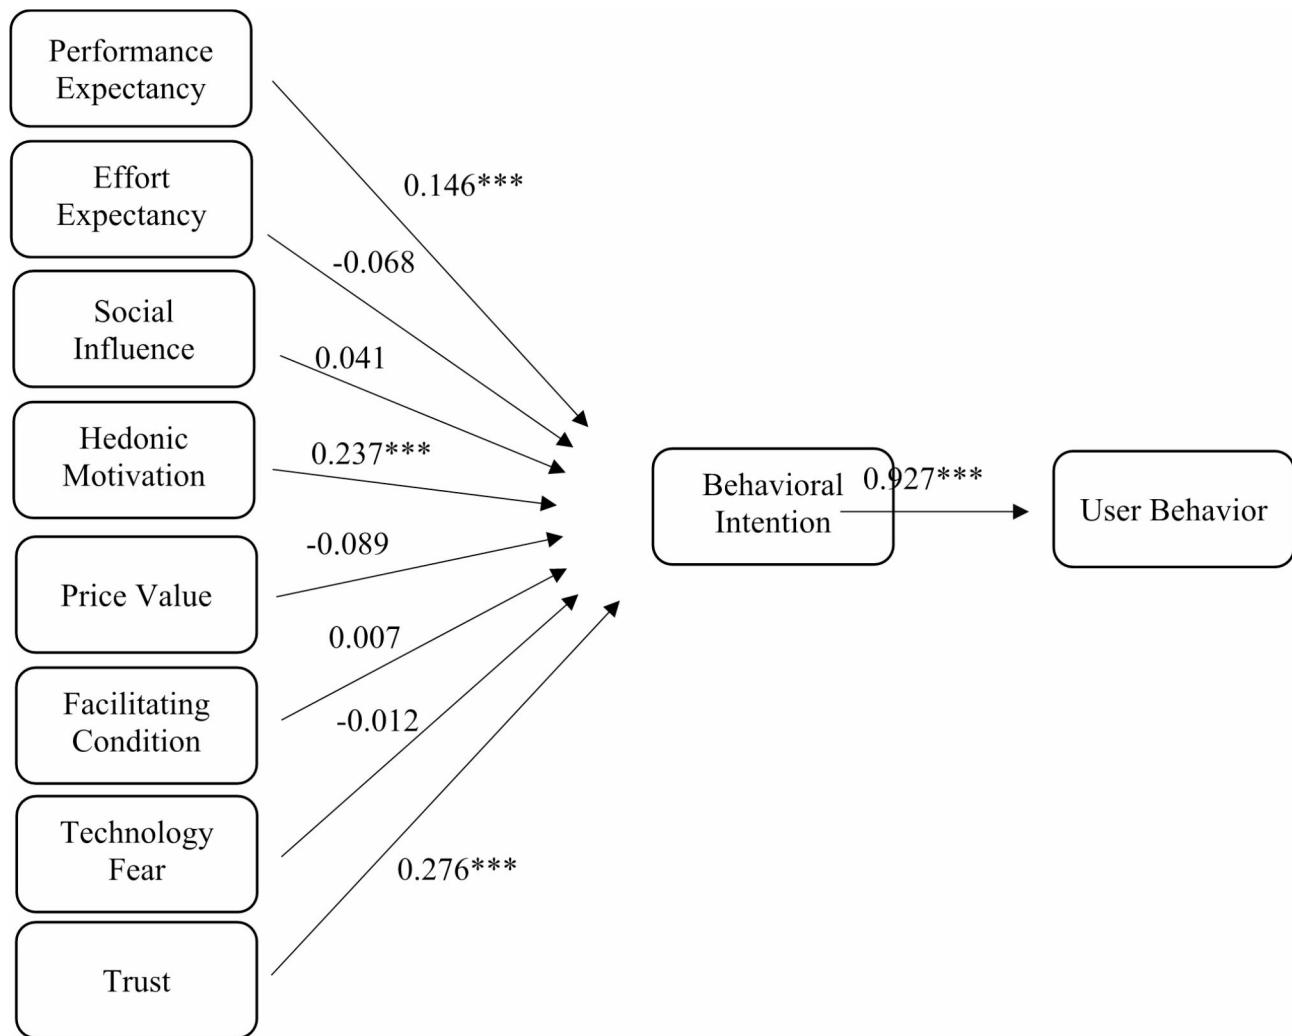 Performance
Expectancy
0.146***
Effort
Expectancy
-0.068
Social
Influence
0.041
Hedonic
Motivation
0.237***
Price Value
-0.089
Facilitating
Condition
0.007
Technology
Fear
-0.012
Trust
0.276***
Behavioral
Intention
0.927***
User Behavior